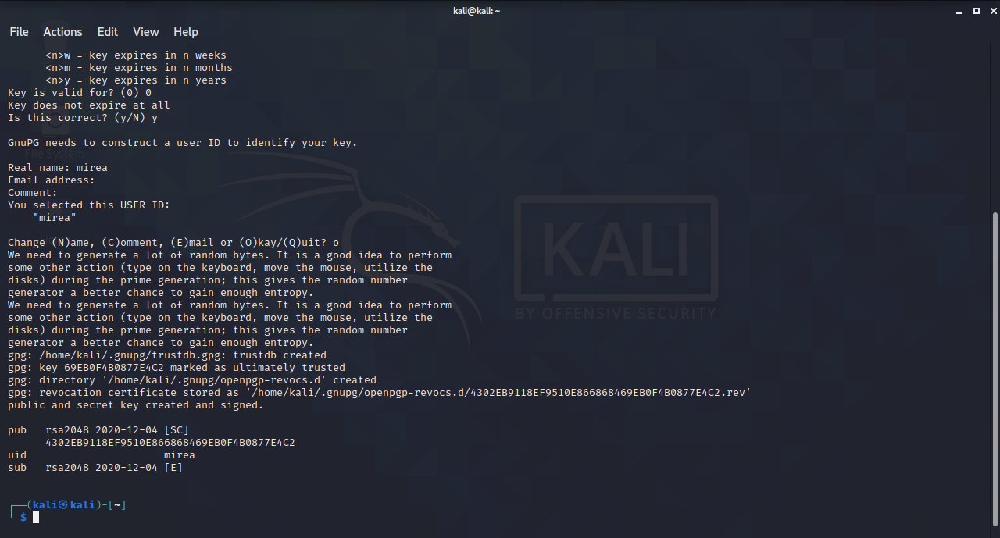 kali@kali: ~
File Actions Edit View Help
<n>w = key expires in n weeks
<n>m = key expires in n months
<n>y = key expires in n years
Key is valid for? (0) 0
Key does not expire at all
Is this correct? (y/N) y
GnuPG needs to construct a user ID to identify your key.
File System
Real name: mirea
Email address:
Comment:
You selected this USER-ID:
"mirea"
Change (N)ame, (C)omment, (E)mail or (O)kay/(Q)uit? o
We need to generate a lot of random bytes. It is a good idea to perform
some other action (type on the keyboard, move the mouse, utilize the
disks) during the prime generation; this gives the random number
generator a better chance to gain enough entropy.
We need to generate a lot of random bytes. It is a good idea to perform
some other action (type on the keyboard, move the mouse, utilize the
disks) during the prime generation; this gives the random number
generator a better chance to gain enough entropy.
KALI
BY OFFENSIVE SECURITY
gpg: /home/kali/.gnupg/trustdb.gpg: trustdb created
gpg: key 69EB0F4B0877E4C2 marked as ultimately trusted
gpg: directory '/home/kali/.gnupg/openpgp-revocs.d' created
gpg: revocation certificate stored as '/home/kali/.gnupg/openpgp-revocs.d/4302EB9118EF9510E866868469EB0F4B0877E4C2.rev'
public and secret key created and signed.
pub rsa2048 2020-12-04 [SC]
4302EB9118EF9510E866868469EB0F4B0877E4C2
uid mirea
sub rsa2048 2020-12-04 [E]
┌──(kali㉿kali)-[~]
└─$